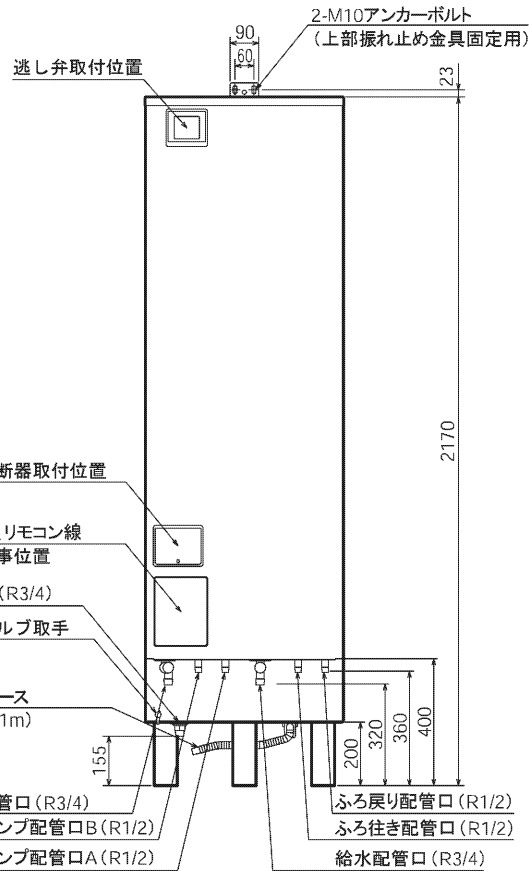 90
2-M10アンカーボルト
(上部振れ止め金具固定用)
60
23
逃し弁取付位置
2170
断器取付位置
リモコン線
事位置
(R3/4)
ルブ取手
ース
1m)
155
200
320
360
400
管口(R3/4)
ンプ配管口B(R1/2)
ンプ配管口A(R1/2)
ふろ戻り配管口(R1/2)
ふろ往き配管口(R1/2)
給水配管口(R3/4)